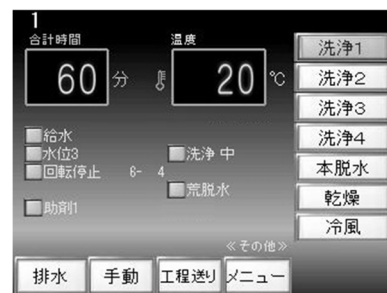 1
合計時間
温度
60 分
20 ℃
給水
水位3
洗浄 中
回転停止 6- 4
荒脱水
助剤1
≪その他≫
洗浄1
洗浄2
洗浄3
洗浄4
本脱水
乾燥
冷風
排水
手動
工程送り
メニュー